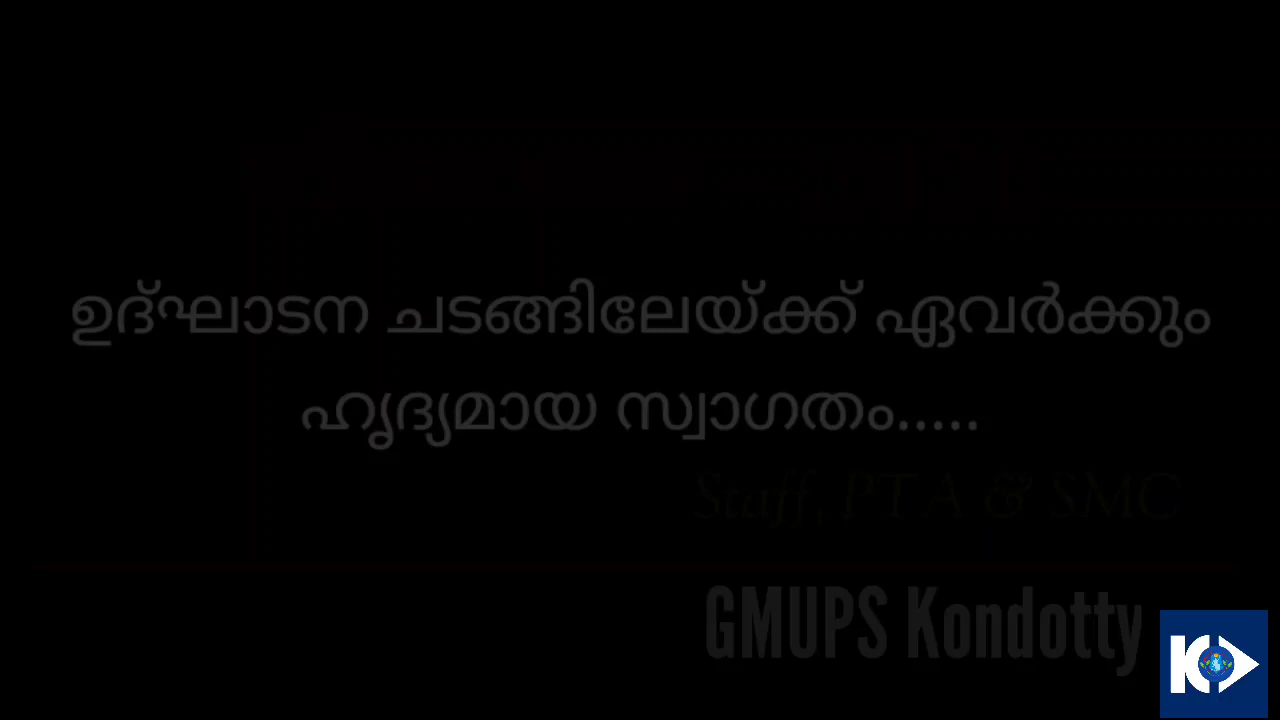 ഉദ്ഘാടന ചടങ്ങിലേയ്ക്ക് ഏവർക്കും
ഹൃദ്യമായ സ്വാഗതം.....
Staff, PTA & SMC
GMUPS Kondotty